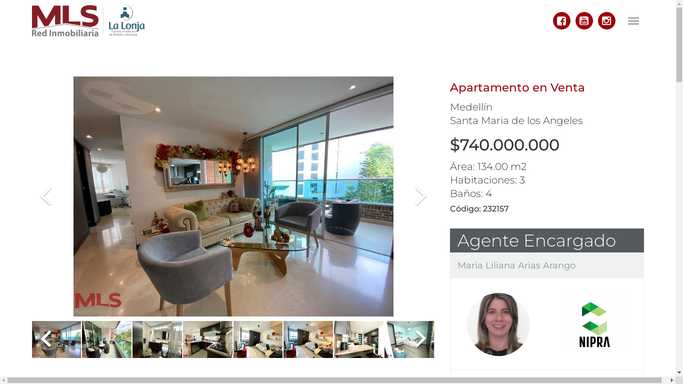 MLS
Red Inmobiliaria
La Lonja
Apartamento en Venta
Medellín
Santa Maria de los Angeles
$740.000.000
Área: 134.00 m2
Habitaciones: 3
Baños: 4
Código: 232157
Agente Encargado
Maria Liliana Arias Arango
MLS
NIPRA